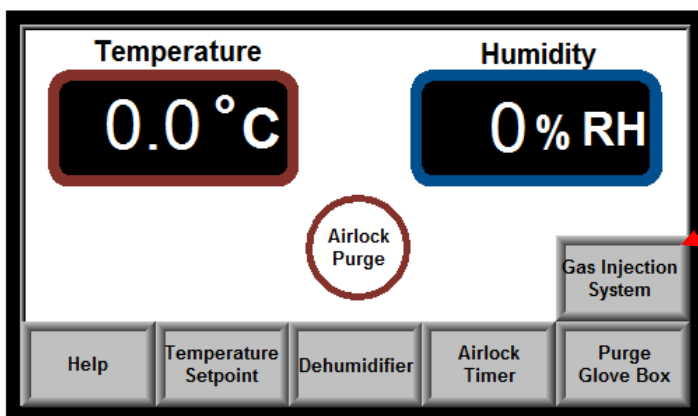 Temperature
Humidity
0.0 °C
0 % RH
Airlock
Purge
Gas Injection
System
Help
Temperature
Setpoint
Dehumidifier
Airlock
Timer
Purge
Glove Box